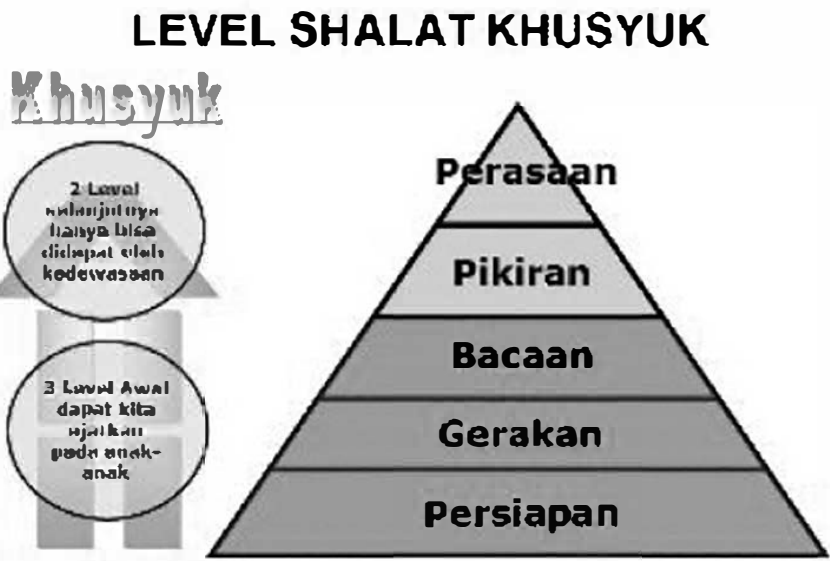 LEVEL SHALAT KHUSYUK
Khusyuk
2 Level
selanjutnya
hanya bisa
didapat oleh
kedewasaan
3 Level Awal
dapat kita
ajarkan
pada anak-
anak
Perasaan
Pikiran
Bacaan
Gerakan
Persiapan